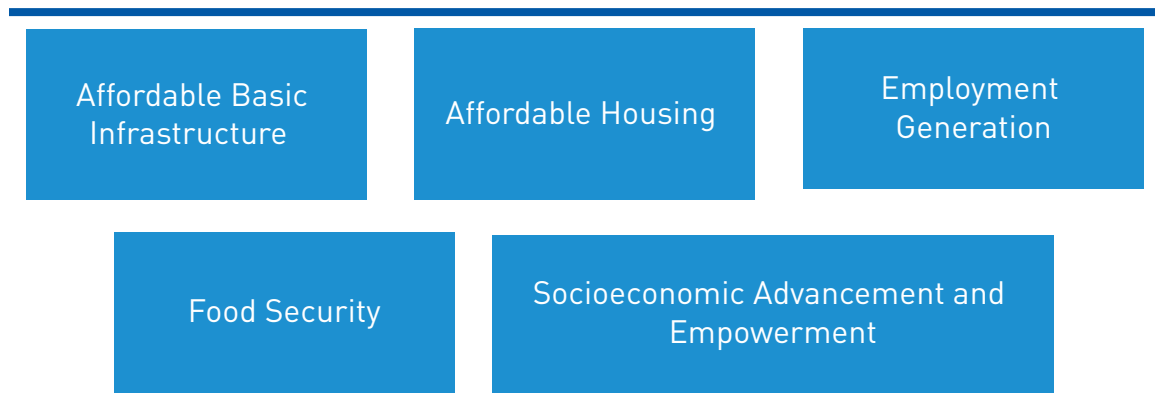 Affordable Basic
Infrastructure
Affordable Housing
Employment
Generation
Food Security
Socioeconomic Advancement and
Empowerment